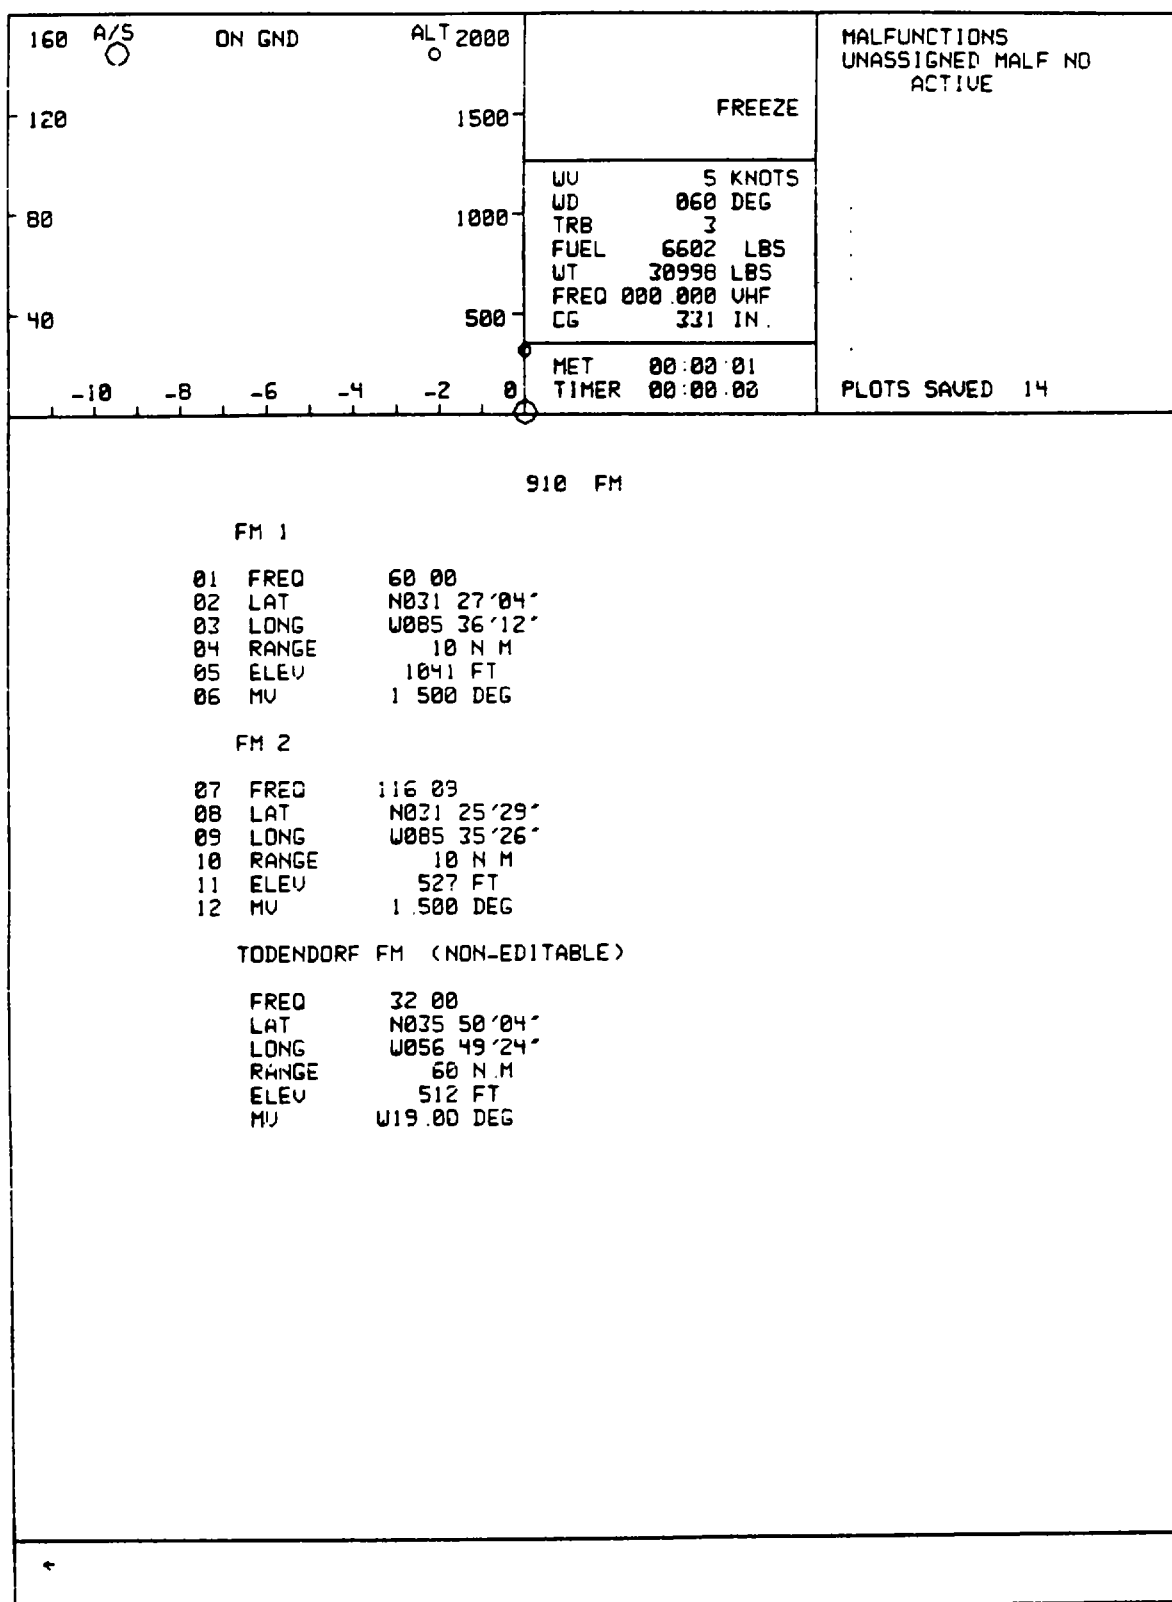 160 A/S ON GND ALT 2000
120 1500
80 1000
40 500
-10 -8 -6 -4 -2 0
FREEZE
WV 5 KNOTS
WD 060 DEG
TRB 3
FUEL 6602 LBS
WT 30998 LBS
FREQ 000.000 VHF
CG 331 IN.
MET 00:00:01
TIMER 00:00:00
MALFUNCTIONS
UNASSIGNED MALF NO
ACTIVE
PLOTS SAVED 14
910 FM
FM 1
01 FREQ 60 00
02 LAT N031 27'04"
03 LONG W085 36'12"
04 RANGE 10 N M
05 ELEV 1041 FT
06 MV 1 500 DEG
FM 2
07 FREQ 116 09
08 LAT N031 25'29"
09 LONG W085 35'26"
10 RANGE 10 N M
11 ELEV 527 FT
12 MV 1.500 DEG
TODENDORF FM (NON-EDITABLE)
FREQ 32 00
LAT N035 50'04"
LONG W056 49'24"
RANGE 60 N.M
ELEV 512 FT
MV W19.00 DEG
←